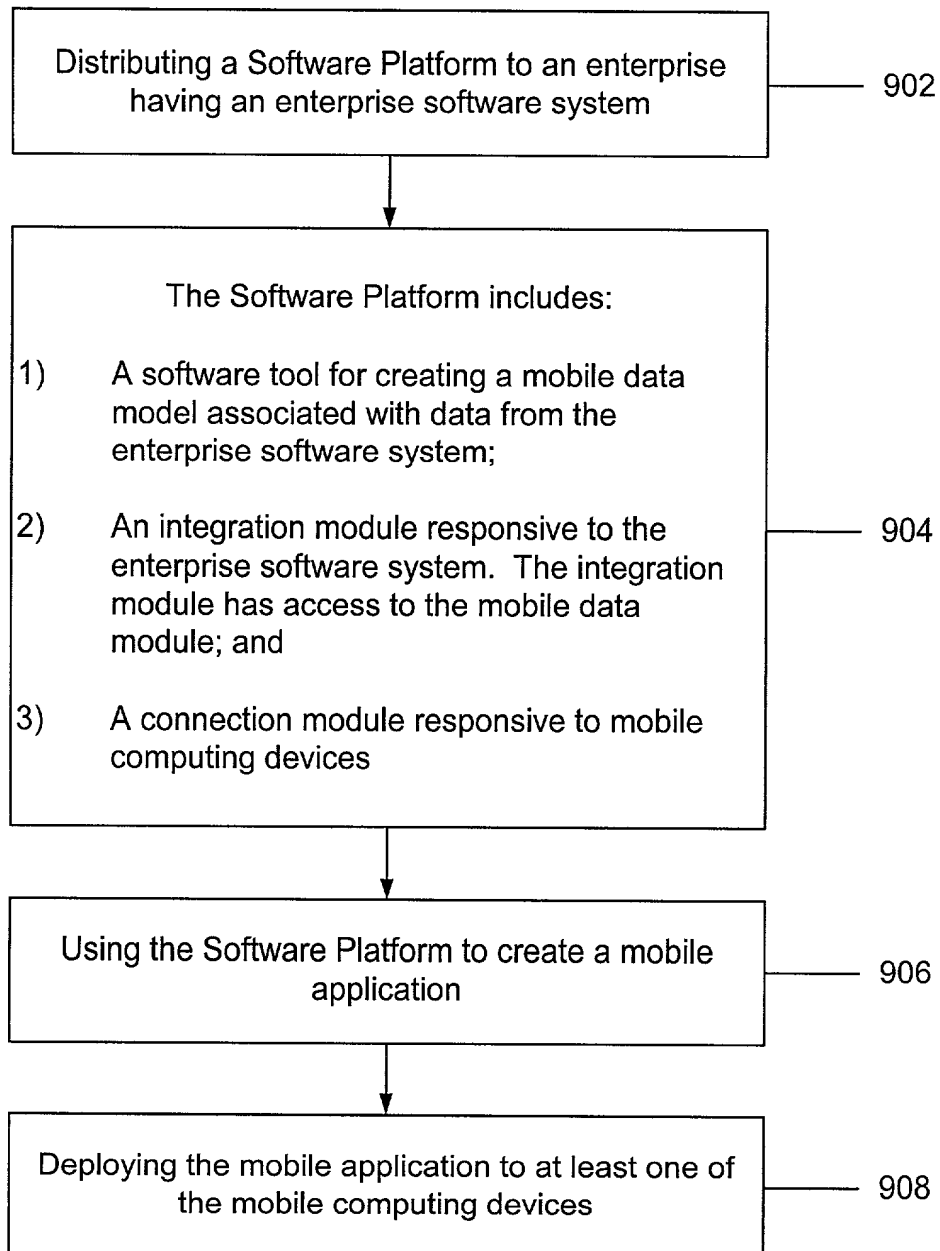 Distributing a Software Platform to an enterprise
having an enterprise software system
902
The Software Platform includes:
1) A software tool for creating a mobile data
model associated with data from the
enterprise software system;
2) An integration module responsive to the
enterprise software system. The integration
module has access to the mobile data
module; and
3) A connection module responsive to mobile
computing devices
904
Using the Software Platform to create a mobile
application
906
Deploying the mobile application to at least one of
the mobile computing devices
908